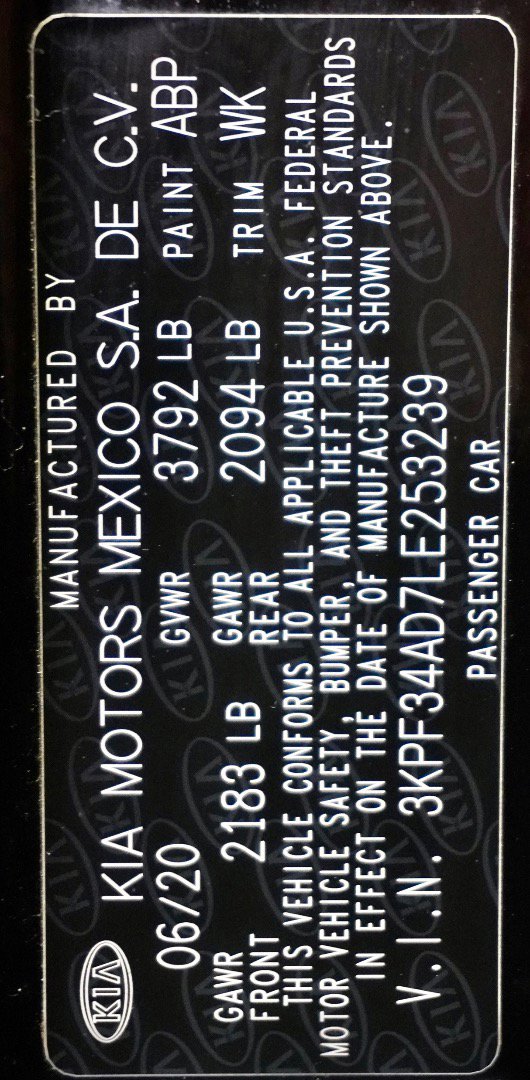 MANUFACTURED BY
KIA KIA MOTORS MEXICO S.A. DE C.V.
06/20 GVWR 3792 LB PAINT ABP
GAWR FRONT 2183 LB GAWR REAR 2094 LB TRIM WK
THIS VEHICLE CONFORMS TO ALL APPLICABLE U.S.A. FEDERAL
MOTOR VEHICLE SAFETY, BUMPER, AND THEFT PREVENTION STANDARDS
IN EFFECT ON THE DATE OF MANUFACTURE SHOWN ABOVE.
V.I.N. 3KPF34AD7LE253239
PASSENGER CAR